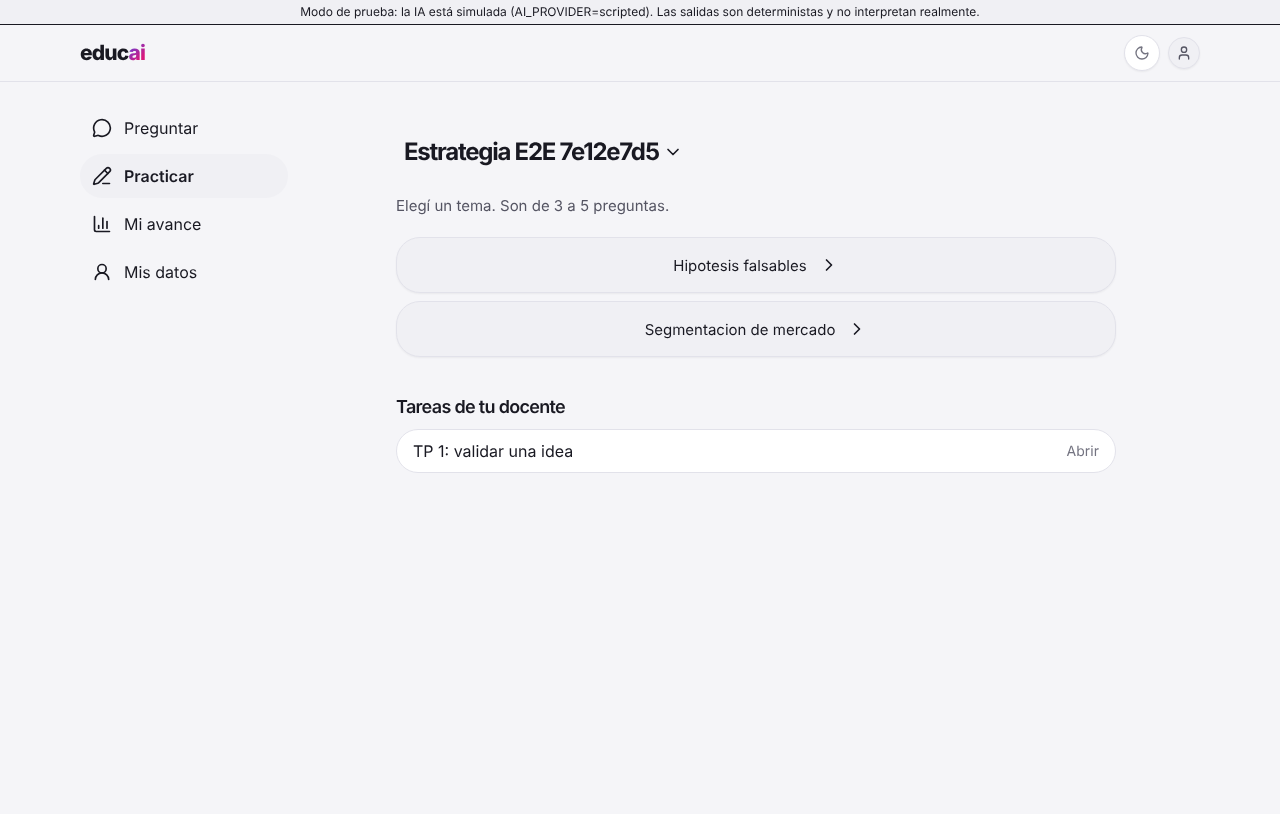 Modo de prueba: la IA está simulada (AI_PROVIDER=scripted). Las salidas son deterministas y no interpretan realmente.
educai
Preguntar
Practicar
Mi avance
Mis datos
Estrategia E2E 7e12e7d5
Elegí un tema. Son de 3 a 5 preguntas.
Hipotesis falsables
Segmentacion de mercado
Tareas de tu docente
TP 1: validar una idea
Abrir